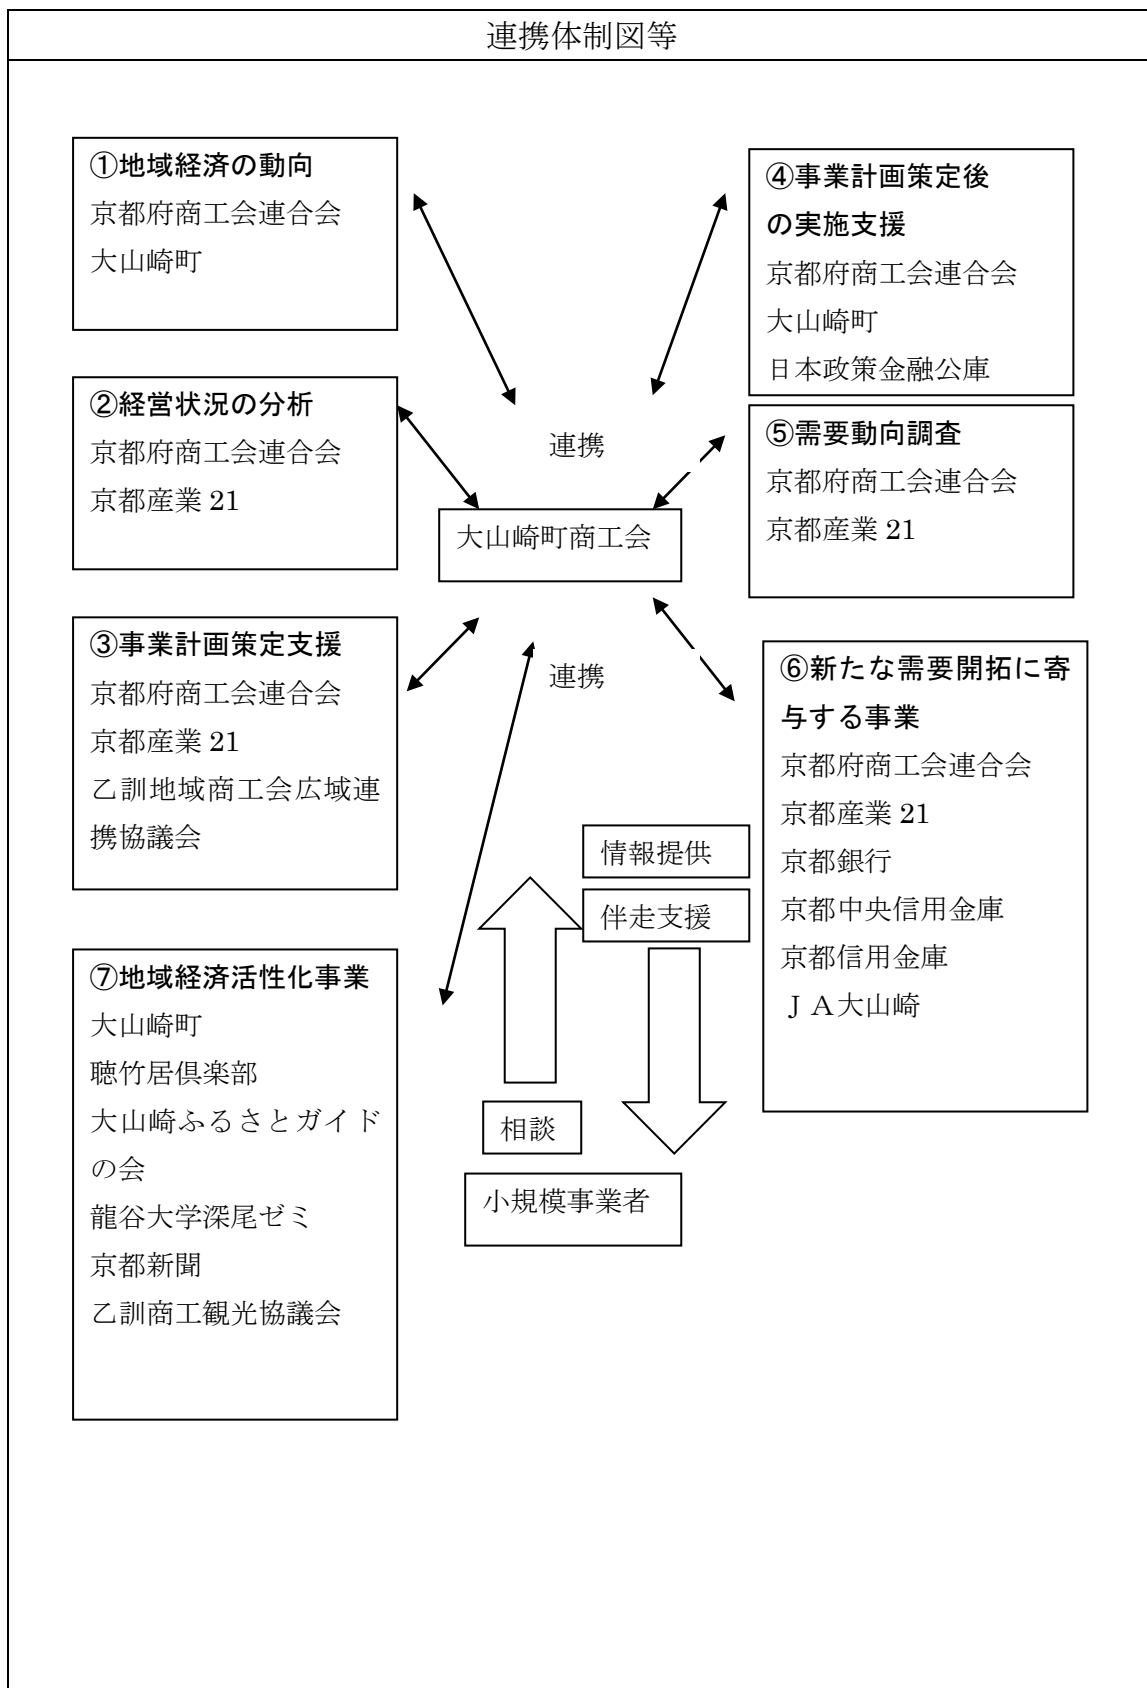 連携体制図等
①地域経済の動向
京都府商工会連合会
大山崎町
②経営状況の分析
京都府商工会連合会
京都産業 21
③事業計画策定支援
京都府商工会連合会
京都産業 21
乙訓地域商工会広域連
携協議会
⑦地域経済活性化事業
大山崎町
聴竹居倶楽部
大山崎ふるさとガイド
の会
龍谷大学深尾ゼミ
京都新聞
乙訓商工観光協議会
連携
大山崎町商工会
連携
情報提供
伴走支援
相談
小規模事業者
④事業計画策定後
の実施支援
京都府商工会連合会
大山崎町
日本政策金融公庫
⑤需要動向調査
京都府商工会連合会
京都産業 21
⑥新たな需要開拓に寄
与する事業
京都府商工会連合会
京都産業 21
京都銀行
京都中央信用金庫
京都信用金庫
ＪＡ大山崎